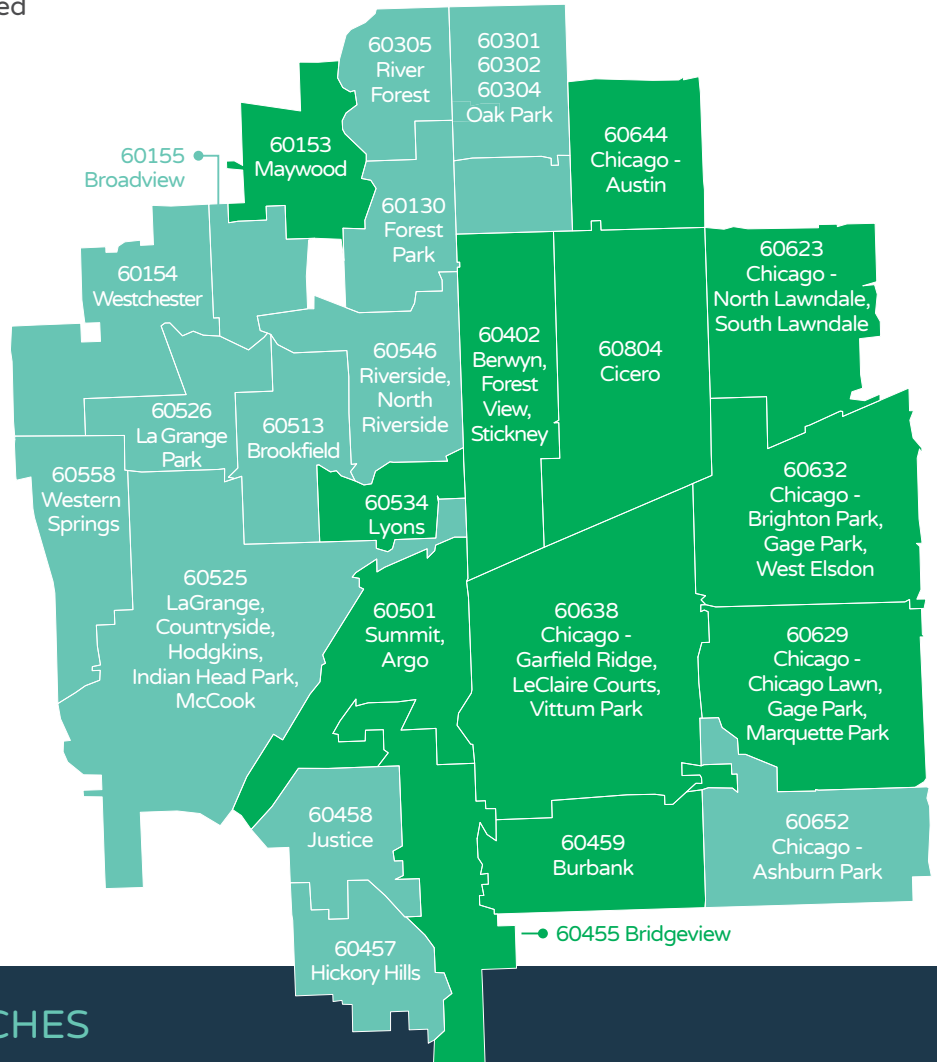 ed
60305
River
Forest
60301
60302
60304
Oak Park
60153
Maywood
60644
Chicago -
Austin
60155
Broadview
60130
Forest
Park
60154
Westchester
60623
Chicago -
North Lawndale,
South Lawndale
60402
Berwyn,
Forest
View,
Stickney
60804
Cicero
60546
Riverside,
North
Riverside
60526
La Grange
Park
60513
Brookfield
60558
Western
Springs
60534
Lyons
60632
Chicago -
Brighton Park,
Gage Park,
West Elsdon
60525
LaGrange,
Countryside,
Hodgkins,
Indian Head Park,
McCook
60501
Summit,
Argo
60638
Chicago -
Garfield Ridge,
LeClaire Courts,
Vittum Park
60629
Chicago -
Chicago Lawn,
Gage Park,
Marquette Park
60458
Justice
60459
Burbank
60652
Chicago -
Ashburn Park
60455 Bridgeview
60457
Hickory Hills
CHES